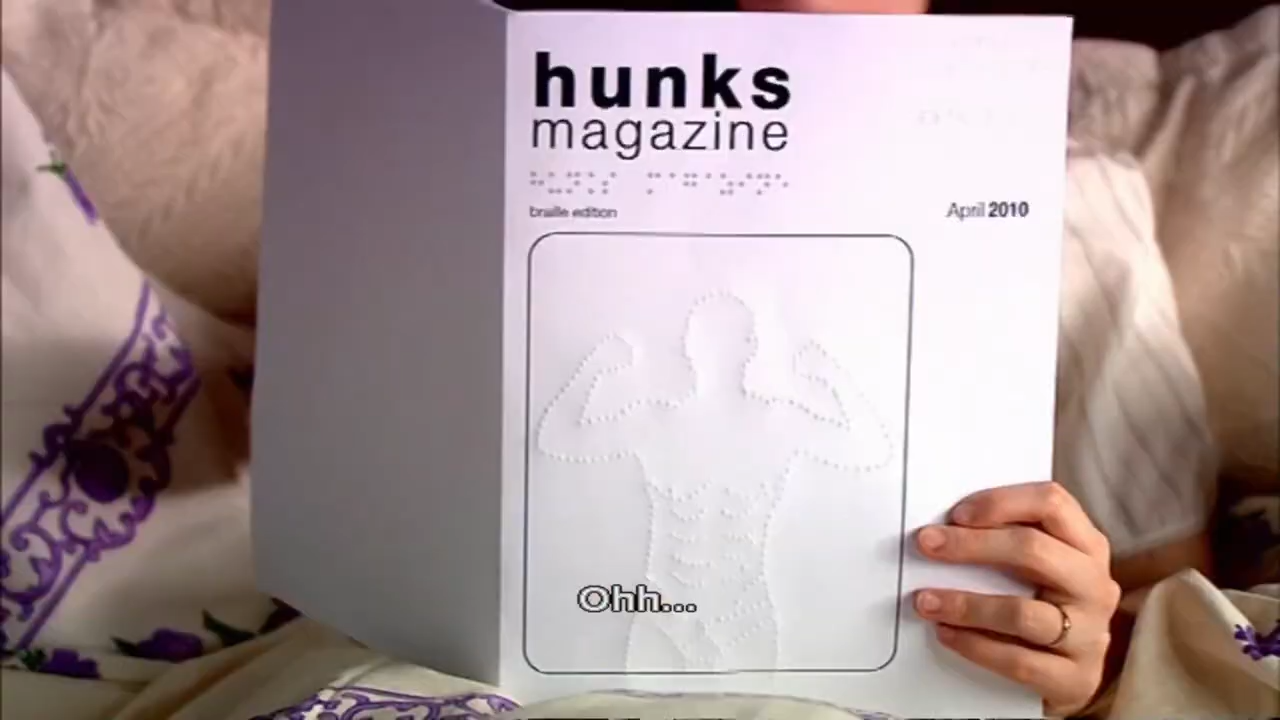 hunks
magazine
braille edition
April 2010
Ohh...